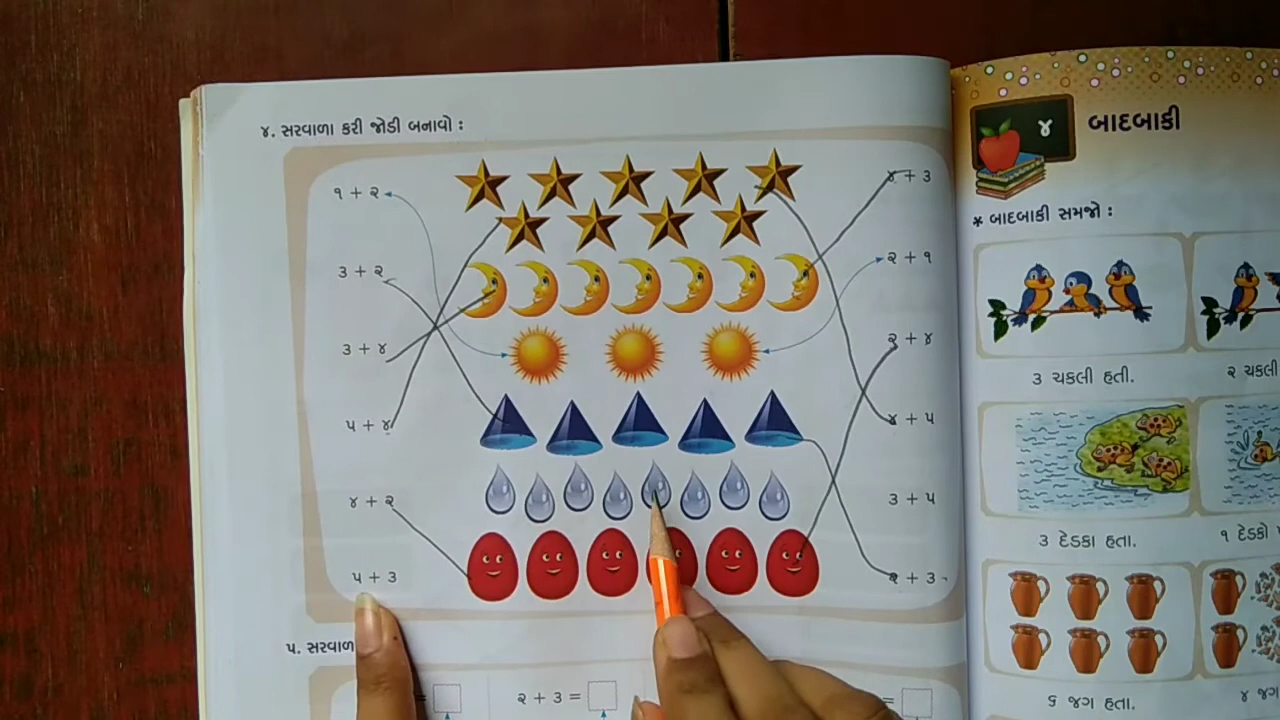 ૪. સરવાળા કરી જોડી બનાવો :
૧ + ૨
૩ + ૨
૩ + ૪
૫ + ૪
૪ + ૨
૫ + ૩
૪ + ૩
૨ + ૧
૨ + ૪
૪ + ૫
૩ + ૫
૨ + ૩
૫.
૨ + ૩ =
૪
બાદબાકી
* બાદબાકી સમજો :
૩ ચકલી હતી.
૨ ચકલી
૩ દેડકા હતા.
૧ દેડકો
૬ જગ હતા.
૪ જગ